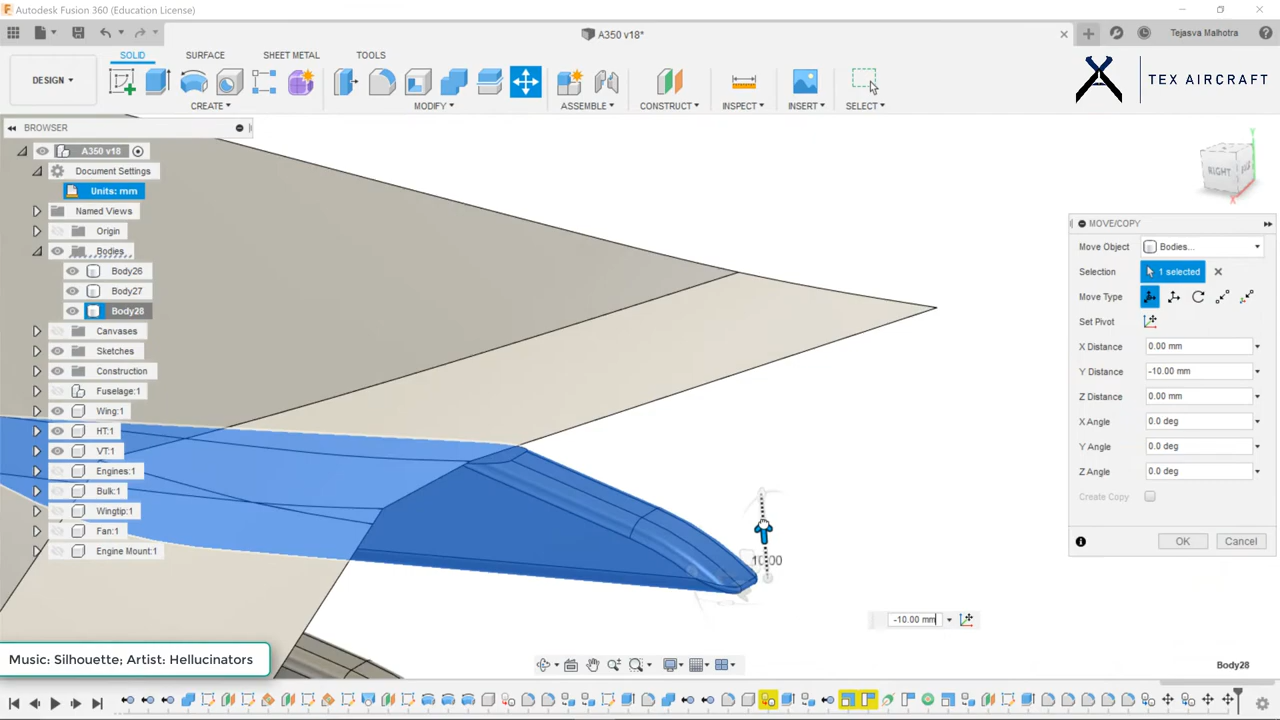 Autodesk Fusion 360 (Education License)
A350 v18*
Tejasva Malhotra
DESIGN
SOLID SURFACE SHEET METAL TOOLS
CREATE MODIFY ASSEMBLE CONSTRUCT INSPECT INSERT SELECT
TEX AIRCRAFT
BROWSER
A350 v18
Document Settings
Units: mm
Named Views
Origin
Bodies
Body26
Body27
Body28
Canvases
Sketches
Construction
Fuselage:1
Wing:1
HT:1
VT:1
Engines:1
Bulk:1
Wingtip:1
Fan:1
Engine Mount:1
RIGHT
Y
X
MOVE/COPY
Move Object Bodies...
Selection 1 selected
Move Type
Set Pivot
X Distance 0.00 mm
Y Distance -10.00 mm
Z Distance 0.00 mm
X Angle 0.0 deg
Y Angle 0.0 deg
Z Angle 0.0 deg
Create Copy
OK Cancel
10.00
-10.00 mm
Music: Silhouette; Artist: Hellucinators
Body28